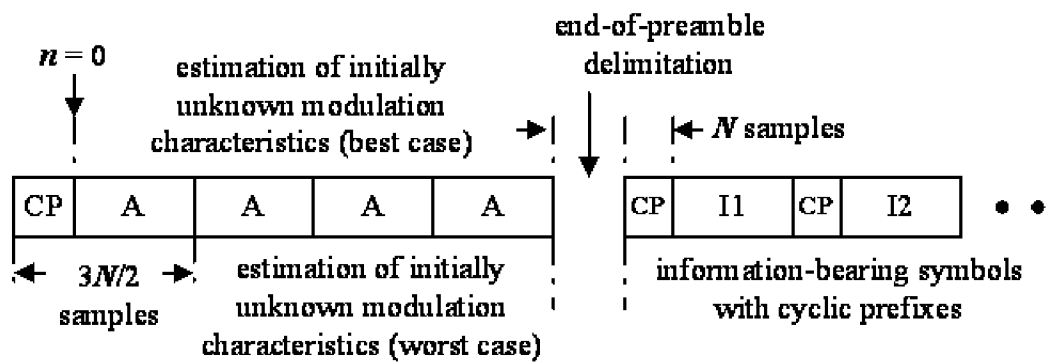 end-of-preamble
delimitation
n = 0
estimation of initially
unknown modulation
characteristics (best case)
N samples
CP A A A A CP I1 CP I2 • •
3N/2
samples
estimation of initially
unknown modulation
characteristics (worst case)
information-bearing symbols
with cyclic prefixes